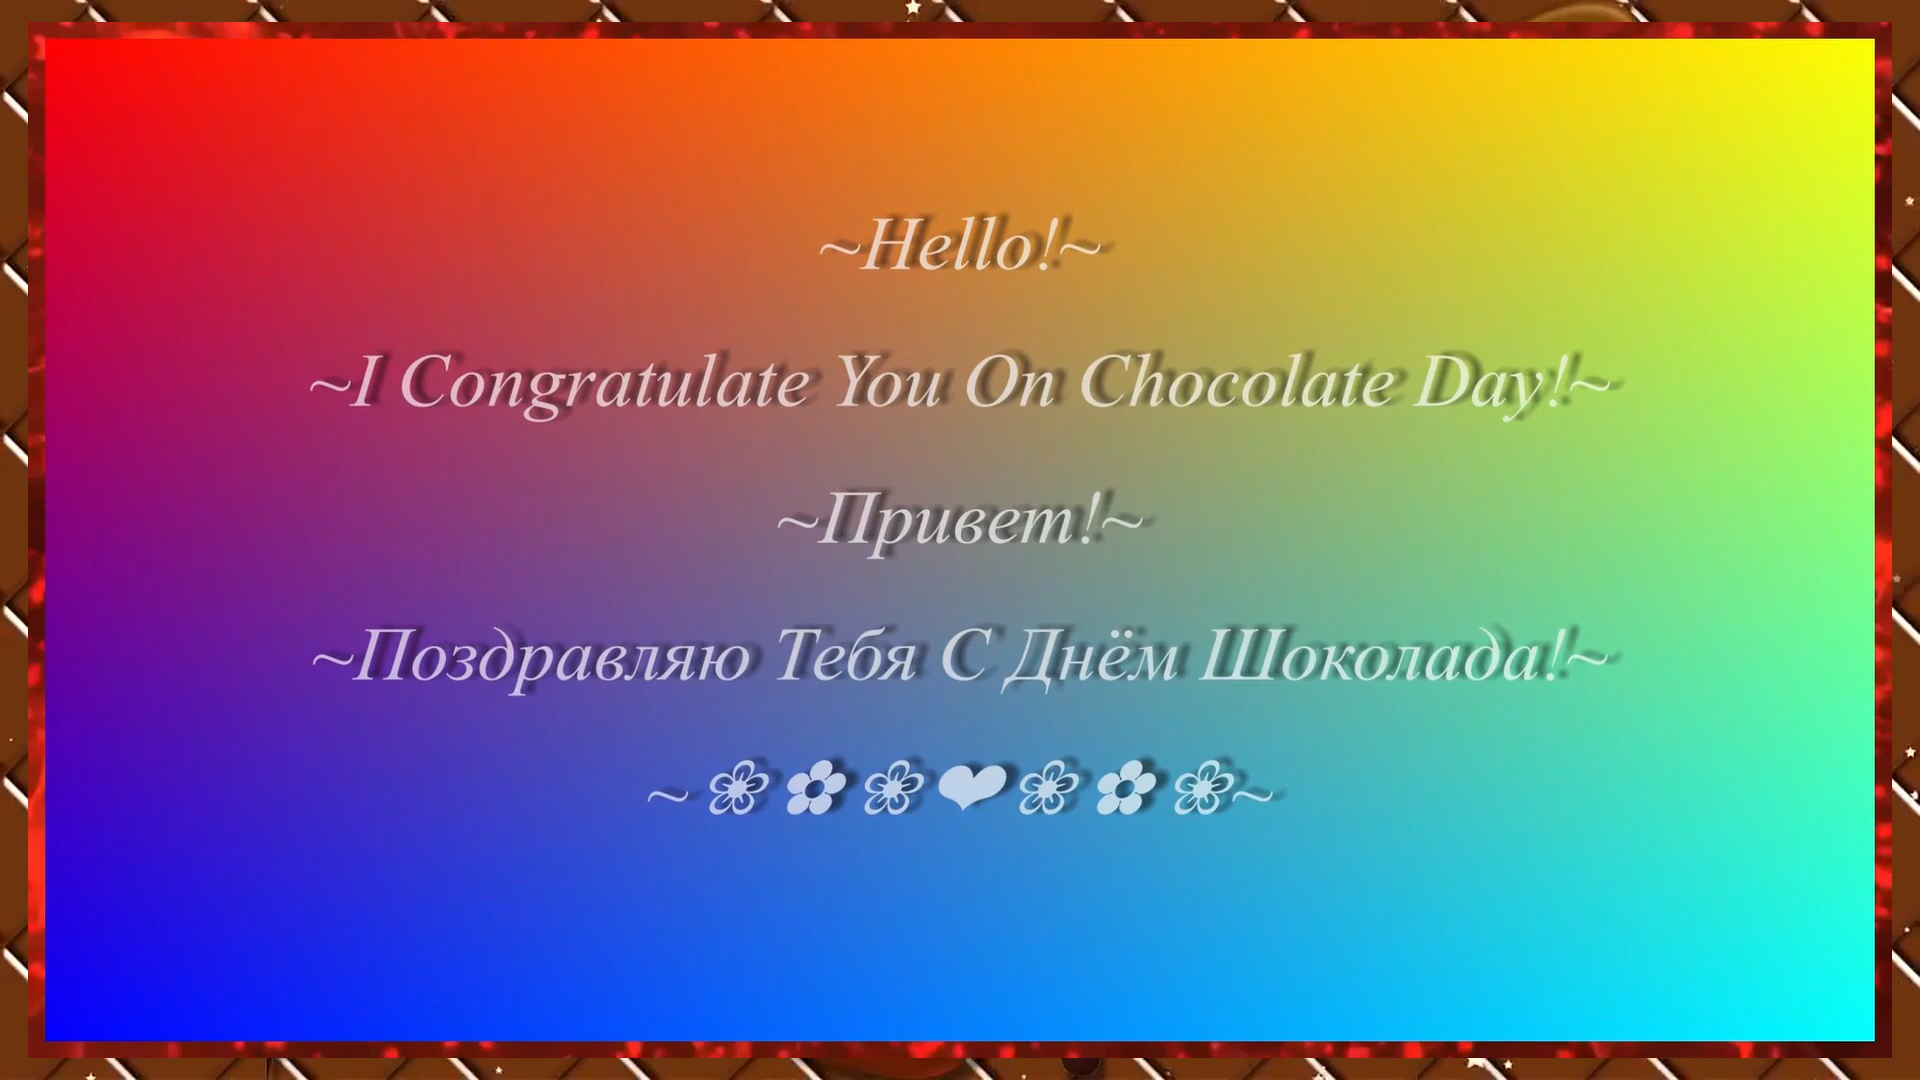 ~Hello!~
~I Congratulate You On Chocolate Day!~
~Привет!~
~Поздравляю Тебя С Днём Шоколада!~
~❀✿❀❤❀✿❀~